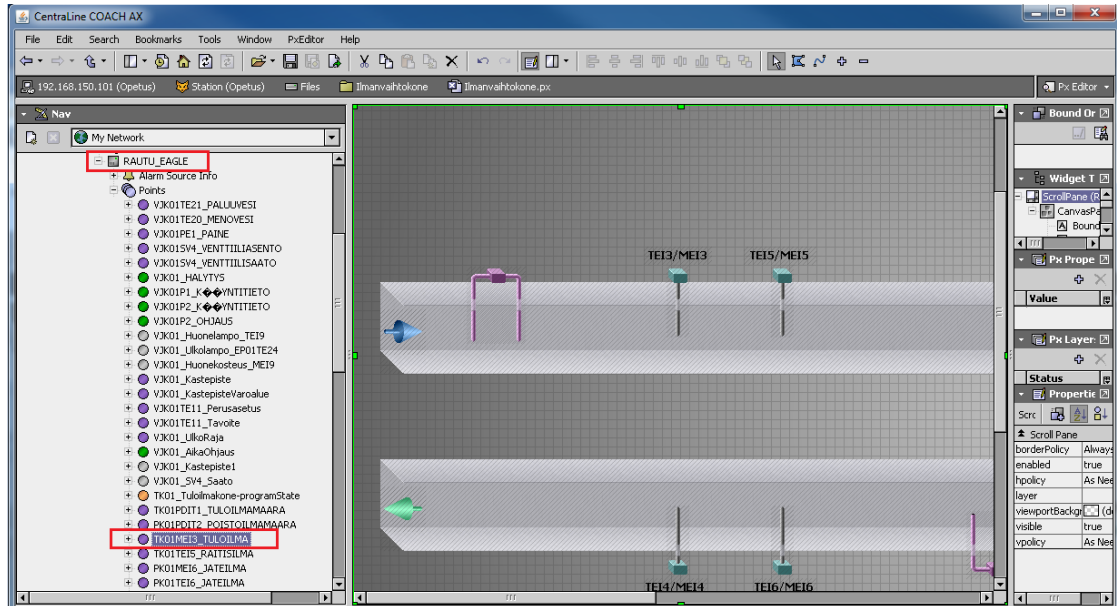 CentraLine COACH AX
File Edit Search Bookmarks Tools Window PxEditor Help
192.168.150.101 (Opetus) Station (Opetus) Files Ilmanvaihtokone Ilmanvaihtokone.px Px Editor
Nav
My Network
RAUTU_EAGLE
Alarm Source Info
Points
VJK01TE21_PALUUVESI
VJK01TE20_MENOVESI
VJK01PE1_PAINE
VJK01SV4_VENTTIILIASENTO
VJK01SV4_VENTTIILISAATO
VJK01_HALYTYS
VJK01P1_K��YNTITIETO
VJK01P2_K��YNTITIETO
VJK01P2_OHJAUS
VJK01_Huonelampo_TEI9
VJK01_Ulkolampo_EP01TE24
VJK01_Huonekosteus_MEI9
VJK01_Kastepiste
VJK01_KastepisteVaroalue
VJK01TE11_Perusasetus
VJK01TE11_Tavoite
VJK01_UlkoRaja
VJK01_AikaOhjaus
VJK01_Kastepiste1
VJK01_SV4_Saato
TK01_Tuloilmakone-programState
TK01PDIT1_TULOILMAMAARA
PK01PDIT2_POISTOILMAMAARA
TK01MEI3_TULOILMA
TK01TEI5_RAITISILMA
PK01MEI6_JATEILMA
PK01TEI6_JATEILMA
TEI3/MEI3 TEI5/MEI5
TEI4/MEI4 TEI6/MEI6
Bound Or
Widget T
ScrollPane (R
CanvasPa
Bound
Px Prope
Value
Px Layer:
Status
Propertie
Scrc
Scroll Pane
borderPolicy Always
enabled true
hpolicy As Nee
layer
viewportBackgr (d
visible true
vpolicy As Nee